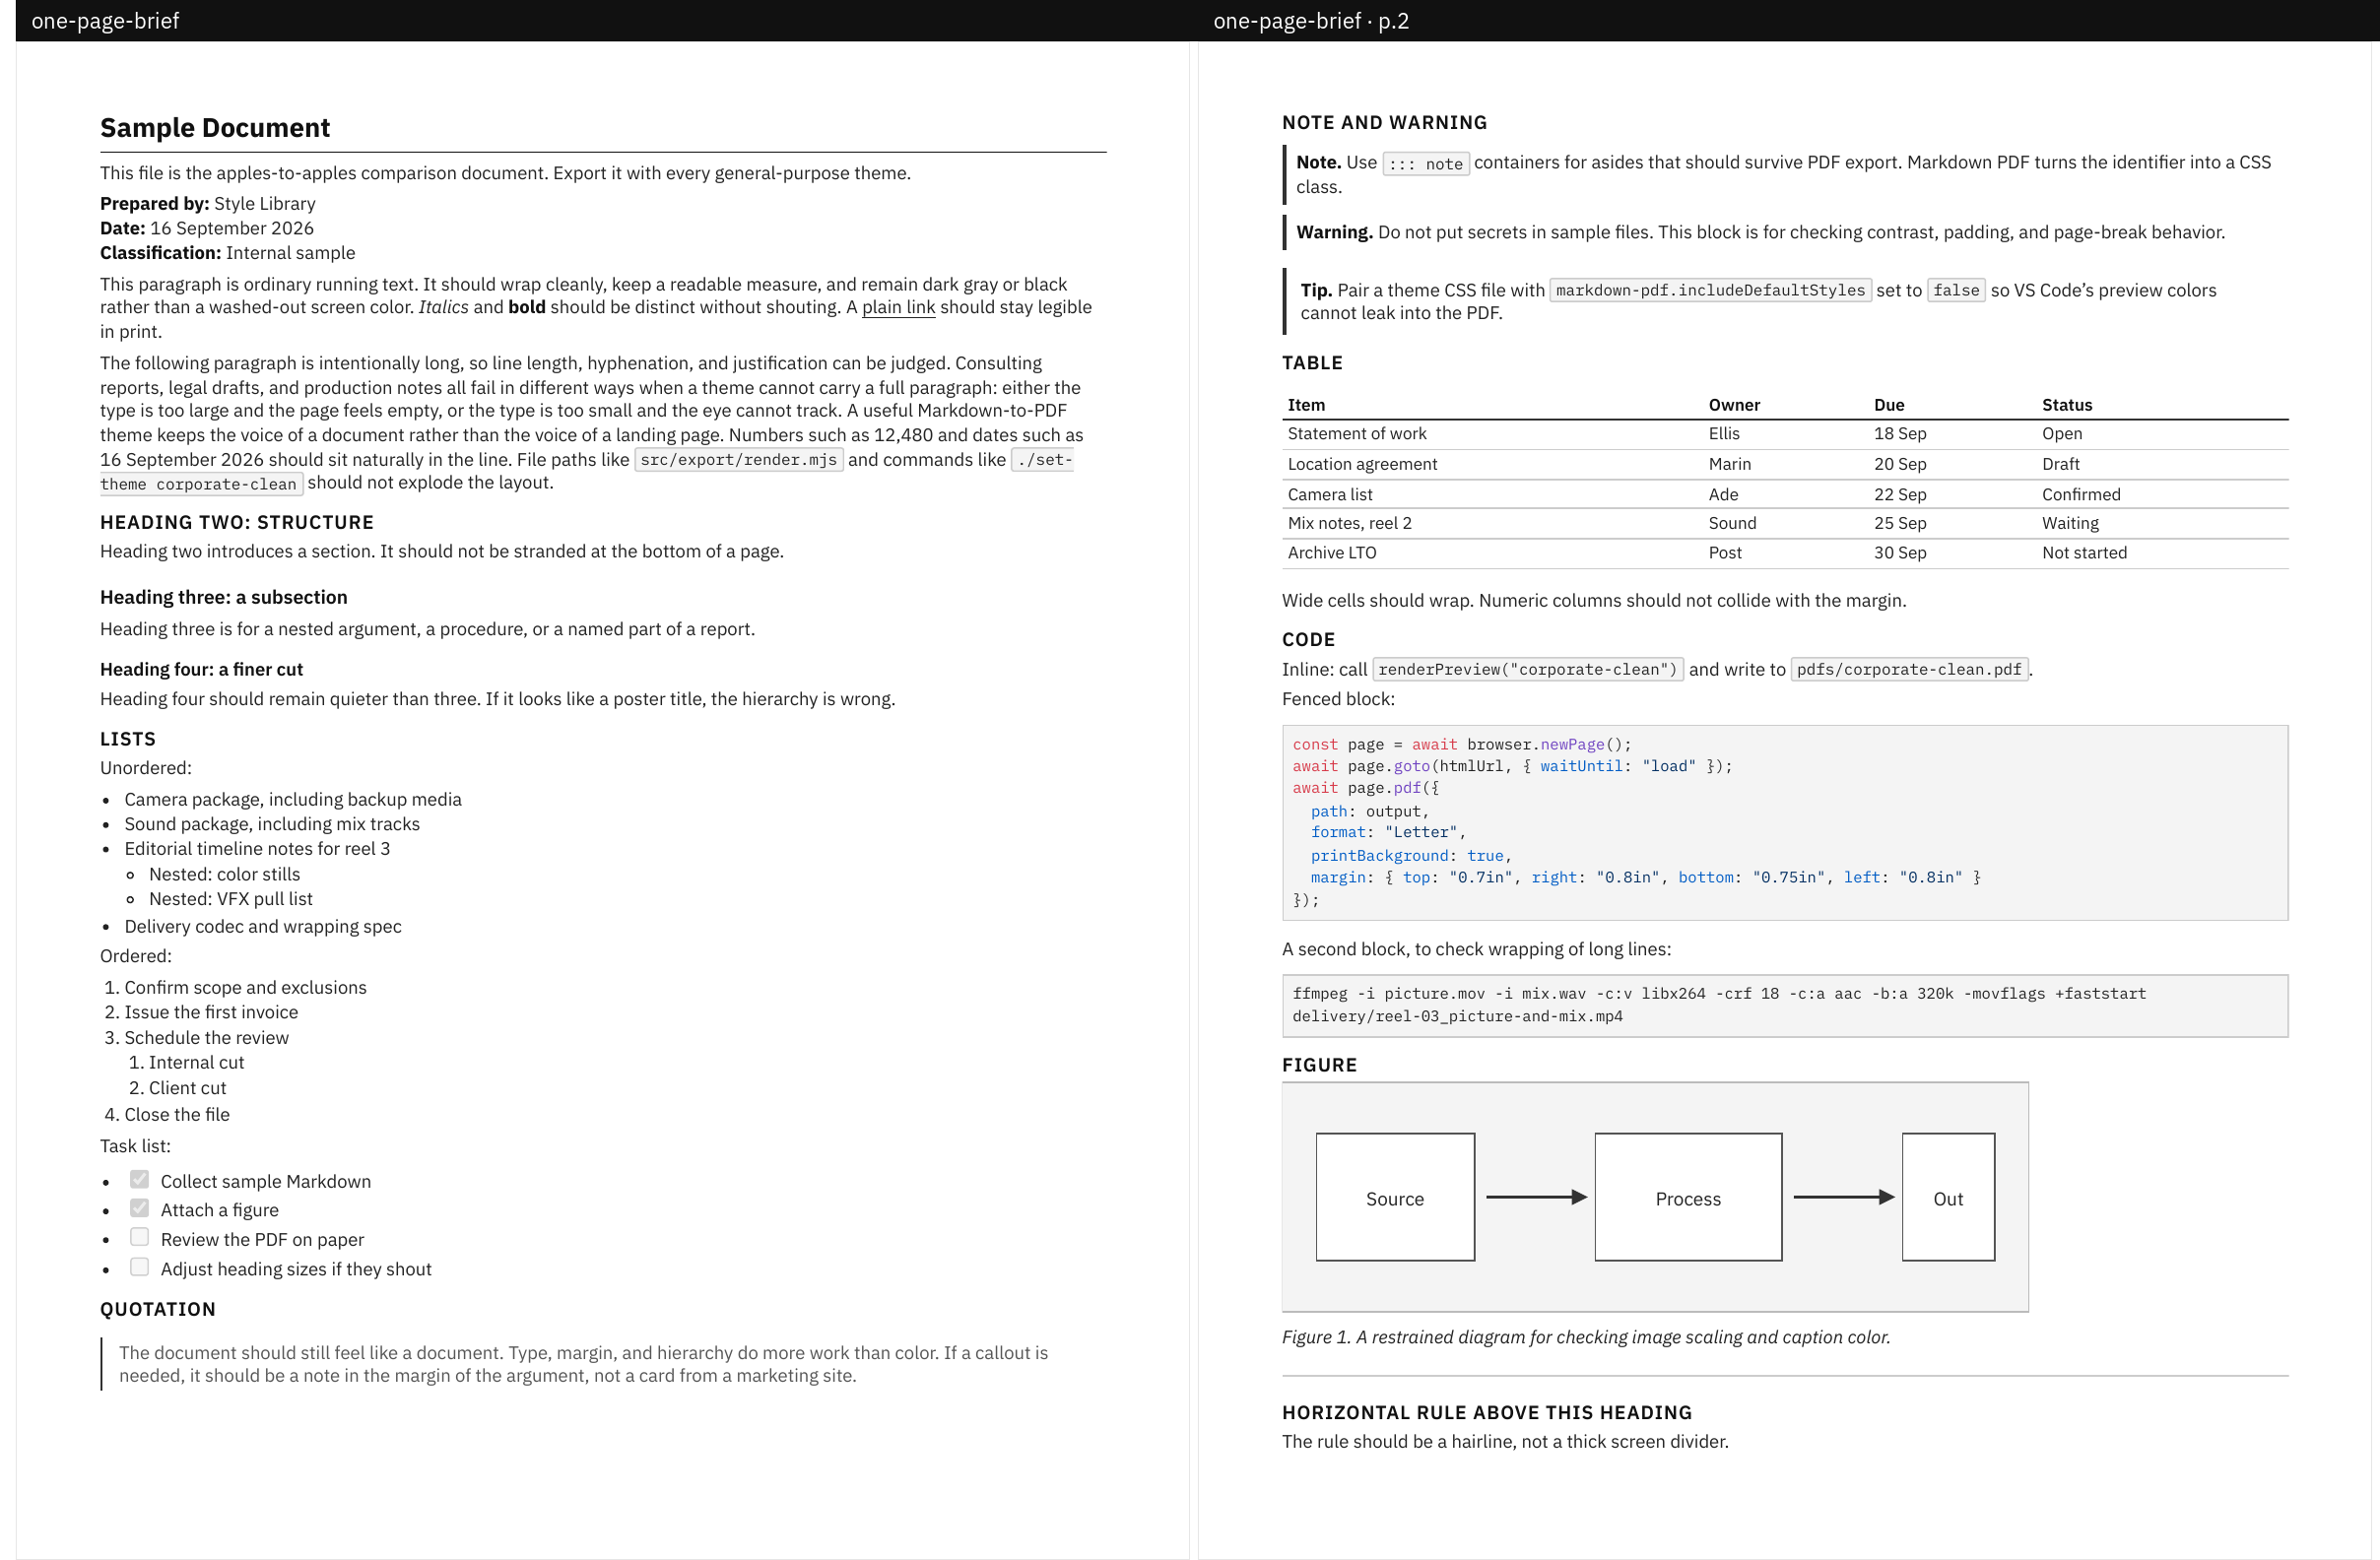 one-page-brief
Sample Document
This file is the apples-to-apples comparison document. Export it with every general-purpose theme.
Prepared by: Style Library
Date: 16 September 2026
Classification: Internal sample
This paragraph is ordinary running text. It should wrap cleanly, keep a readable measure, and remain dark gray or black
rather than a washed-out screen color. Italics and bold should be distinct without shouting. A plain link should stay legible
in print.
The following paragraph is intentionally long, so line length, hyphenation, and justification can be judged. Consulting
reports, legal drafts, and production notes all fail in different ways when a theme cannot carry a full paragraph: either the
type is too large and the page feels empty, or the type is too small and the eye cannot track. A useful Markdown-to-PDF
theme keeps the voice of a document rather than the voice of a landing page. Numbers such as 12,480 and dates such as
16 September 2026 should sit naturally in the line. File paths like src/export/render.mjs and commands like ./set-
theme corporate-clean should not explode the layout.
HEADING TWO: STRUCTURE
Heading two introduces a section. It should not be stranded at the bottom of a page.
Heading three: a subsection
Heading three is for a nested argument, a procedure, or a named part of a report.
Heading four: a finer cut
Heading four should remain quieter than three. If it looks like a poster title, the hierarchy is wrong.
LISTS
Unordered:
• Camera package, including backup media
• Sound package, including mix tracks
• Editorial timeline notes for reel 3
◦ Nested: color stills
◦ Nested: VFX pull list
• Delivery codec and wrapping spec
Ordered:
1. Confirm scope and exclusions
2. Issue the first invoice
3. Schedule the review
1. Internal cut
2. Client cut
4. Close the file
Task list:
• Collect sample Markdown
• Attach a figure
• Review the PDF on paper
• Adjust heading sizes if they shout
QUOTATION
The document should still feel like a document. Type, margin, and hierarchy do more work than color. If a callout is
needed, it should be a note in the margin of the argument, not a card from a marketing site.
one-page-brief · p.2
NOTE AND WARNING
Note. Use ::: note containers for asides that should survive PDF export. Markdown PDF turns the identifier into a CSS
class.
Warning. Do not put secrets in sample files. This block is for checking contrast, padding, and page-break behavior.
Tip. Pair a theme CSS file with markdown-pdf.includeDefaultStyles set to false so VS Code’s preview colors
cannot leak into the PDF.
TABLE
Item Owner Due Status
Statement of work Ellis 18 Sep Open
Location agreement Marin 20 Sep Draft
Camera list Ade 22 Sep Confirmed
Mix notes, reel 2 Sound 25 Sep Waiting
Archive LTO Post 30 Sep Not started
Wide cells should wrap. Numeric columns should not collide with the margin.
CODE
Inline: call renderPreview("corporate-clean") and write to pdfs/corporate-clean.pdf.
Fenced block:
const page = await browser.newPage();
await page.goto(htmlUrl, { waitUntil: "load" });
await page.pdf({
  path: output,
  format: "Letter",
  printBackground: true,
  margin: { top: "0.7in", right: "0.8in", bottom: "0.75in", left: "0.8in" }
});
A second block, to check wrapping of long lines:
ffmpeg -i picture.mov -i mix.wav -c:v libx264 -crf 18 -c:a aac -b:a 320k -movflags +faststart
delivery/reel-03_picture-and-mix.mp4
FIGURE
Source Process Out
Figure 1. A restrained diagram for checking image scaling and caption color.
HORIZONTAL RULE ABOVE THIS HEADING
The rule should be a hairline, not a thick screen divider.